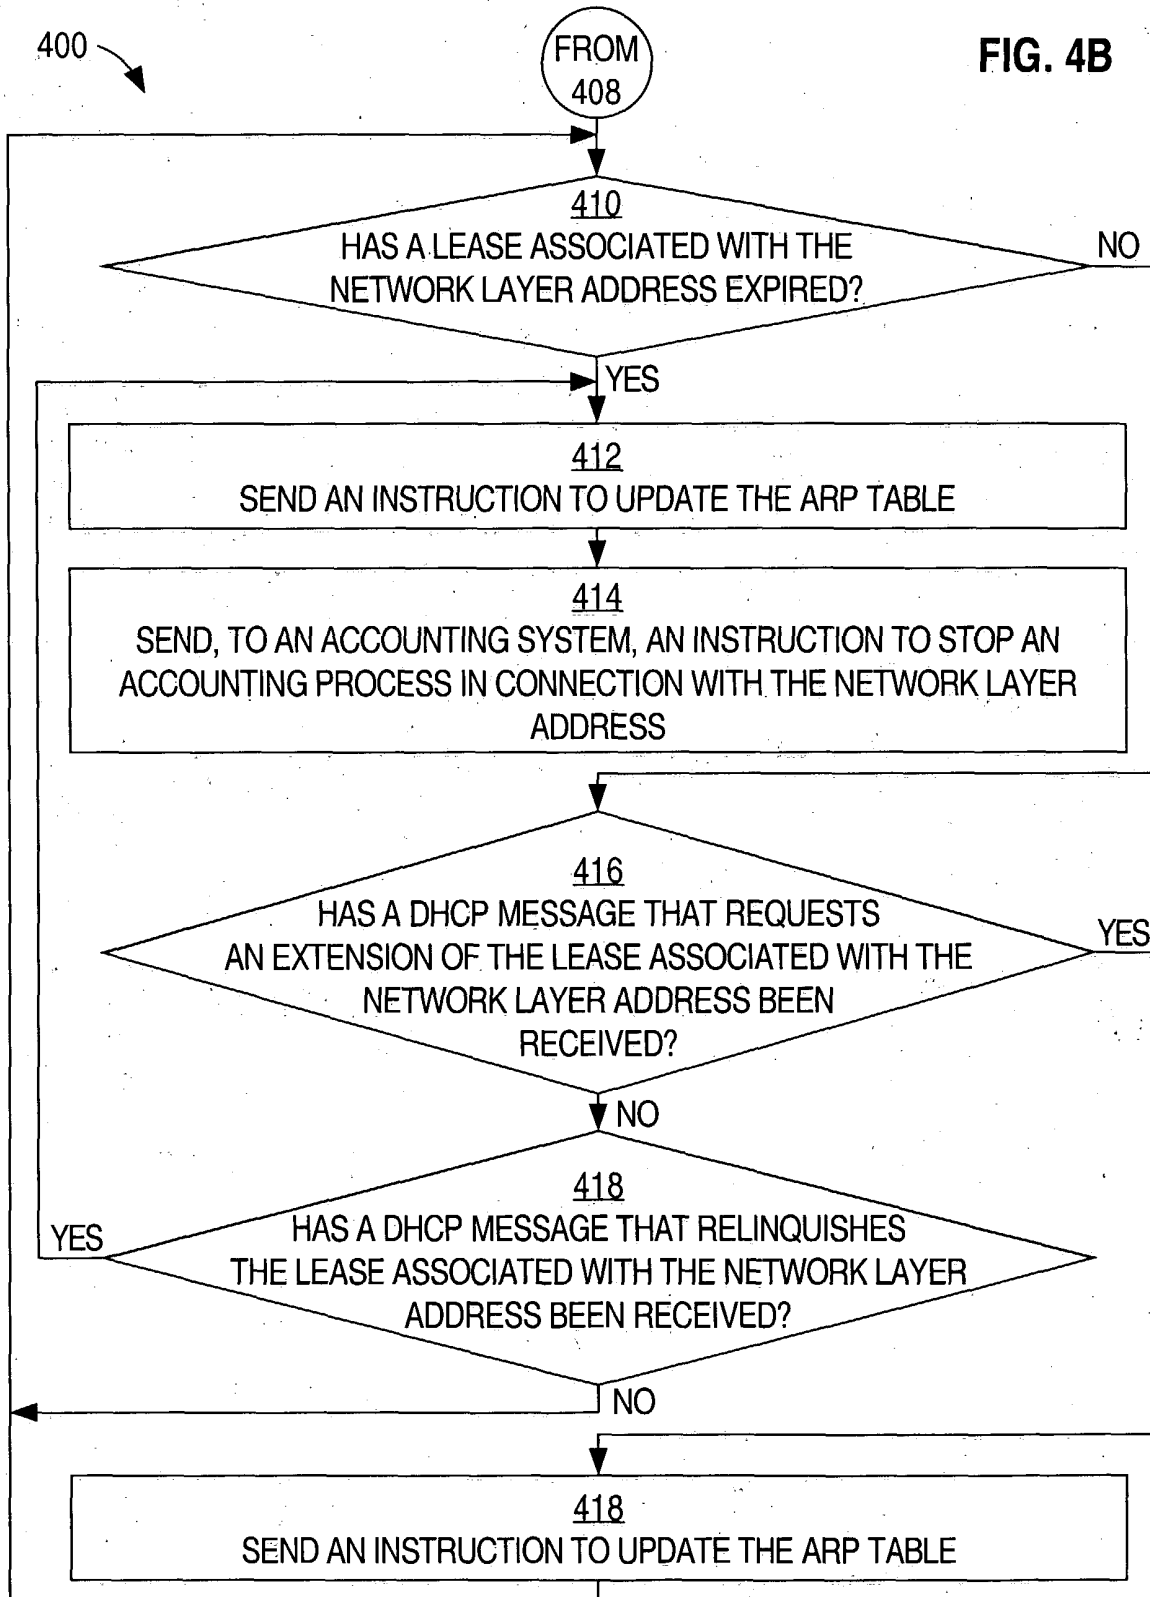 400
FROM
408
FIG. 4B
410
HAS A LEASE ASSOCIATED WITH THE
NETWORK LAYER ADDRESS EXPIRED?
NO
YES
412
SEND AN INSTRUCTION TO UPDATE THE ARP TABLE
414
SEND, TO AN ACCOUNTING SYSTEM, AN INSTRUCTION TO STOP AN
ACCOUNTING PROCESS IN CONNECTION WITH THE NETWORK LAYER
ADDRESS
416
HAS A DHCP MESSAGE THAT REQUESTS
AN EXTENSION OF THE LEASE ASSOCIATED WITH THE
NETWORK LAYER ADDRESS BEEN
RECEIVED?
YES
NO
418
HAS A DHCP MESSAGE THAT RELINQUISHES
THE LEASE ASSOCIATED WITH THE NETWORK LAYER
ADDRESS BEEN RECEIVED?
YES
NO
418
SEND AN INSTRUCTION TO UPDATE THE ARP TABLE